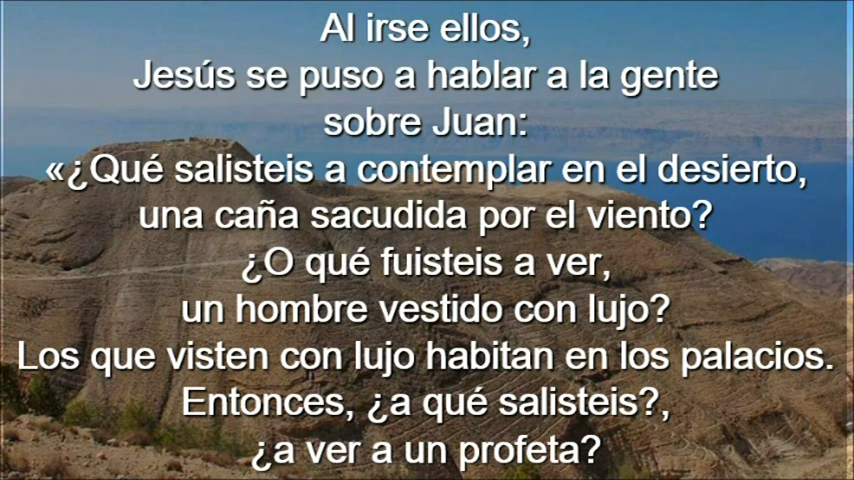 Al irse ellos,
Jesús se puso a hablar a la gente
sobre Juan:
«¿Qué salisteis a contemplar en el desierto,
una caña sacudida por el viento?
¿O qué fuisteis a ver,
un hombre vestido con lujo?
Los que visten con lujo habitan en los palacios.
Entonces, ¿a qué salisteis?,
¿a ver a un profeta?